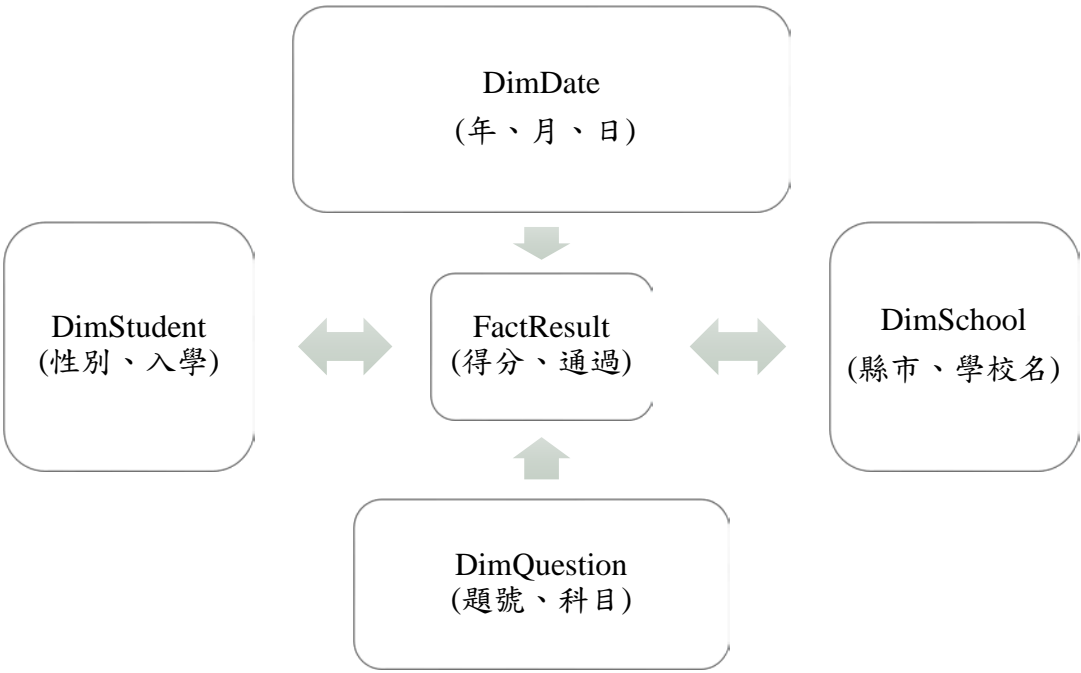 DimDate
(年、月、日)
DimStudent
(性別、入學)
FactResult
(得分、通過)
DimSchool
(縣市、學校名)
DimQuestion
(題號、科目)